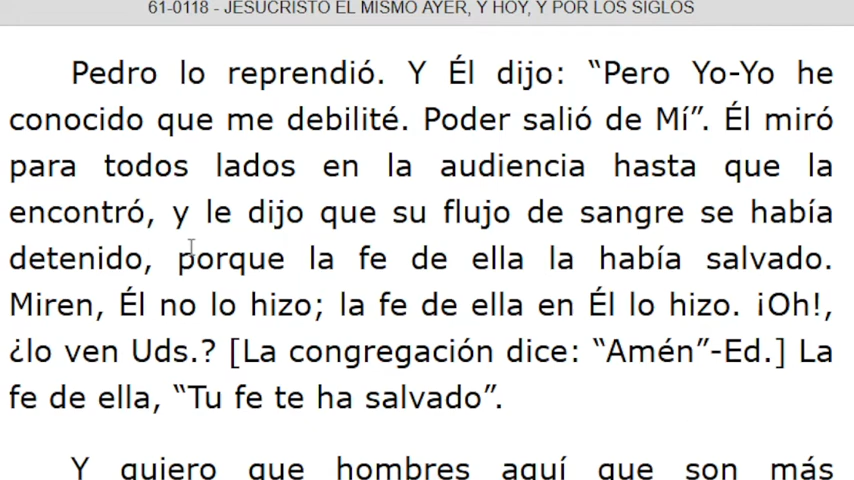 61-0118 - JESUCRISTO EL MISMO AYER, Y HOY, Y POR LOS SIGLOS
Pedro lo reprendió. Y Él dijo: “Pero Yo-Yo he
conocido que me debilité. Poder salió de Mí”. Él miró
para todos lados en la audiencia hasta que la
encontró, y le dijo que su flujo de sangre se había
detenido, porque la fe de ella la había salvado.
Miren, Él no lo hizo; la fe de ella en Él lo hizo. ¡Oh!,
¿lo ven Uds.? [La congregación dice: “Amén”-Ed.] La
fe de ella, “Tu fe te ha salvado”.
Y quiero que hombres aquí que son más